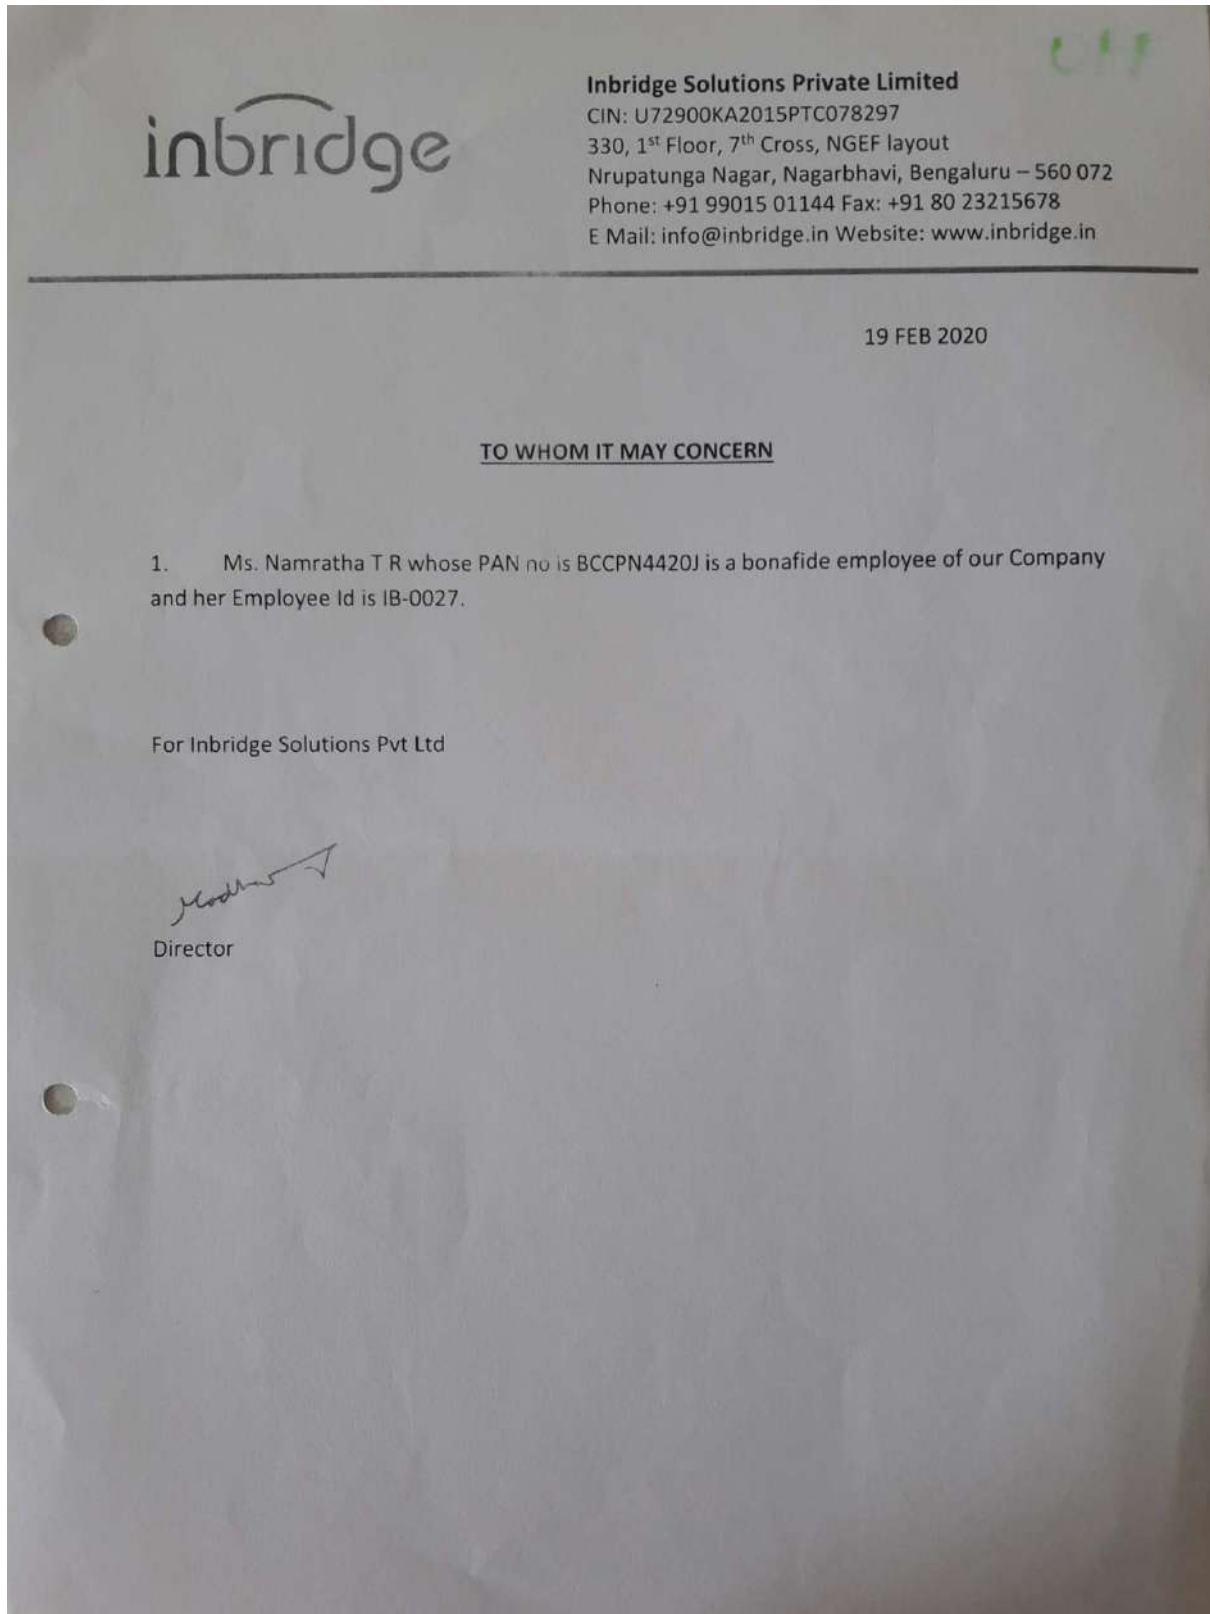 inbridge
Inbridge Solutions Private Limited
CIN: U72900KA2015PTC078297
330, 1st Floor, 7th Cross, NGEF layout
Nrupatunga Nagar, Nagarbhavi, Bengaluru – 560 072
Phone: +91 99015 01144 Fax: +91 80 23215678
E Mail: info@inbridge.in Website: www.inbridge.in
19 FEB 2020
TO WHOM IT MAY CONCERN
1. Ms. Namratha T R whose PAN no is BCCPN4420J is a bonafide employee of our Company
and her Employee Id is IB-0027.
For Inbridge Solutions Pvt Ltd
Director